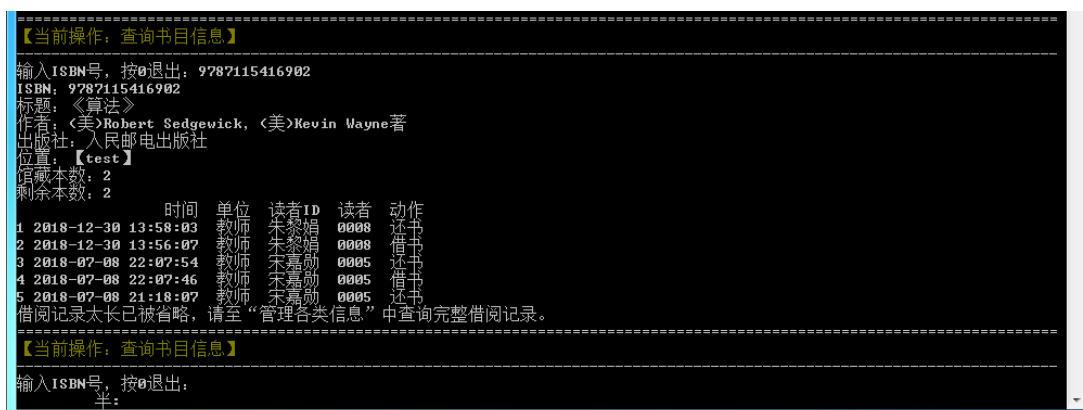 【当前操作：查询书目信息】
输入ISBN号，按0退出：9787115416902
ISBN：9787115416902
标题：《算法》
作者：(美)Robert Sedgewick, (美)Kevin Wayne著
出版社：人民邮电出版社
位置：【test】
馆藏本数：2
剩余本数：2
时间 单位 读者ID 读者 动作
1 2018-12-30 13:58:03 教师 朱黎娟 0008 还书
2 2018-12-30 13:56:07 教师 朱黎娟 0008 借书
3 2018-07-08 22:07:54 教师 宋嘉勋 0005 还书
4 2018-07-08 22:07:46 教师 宋嘉勋 0005 借书
5 2018-07-08 21:18:07 教师 宋嘉勋 0005 还书
借阅记录太长已被省略，请至“管理各类信息”中查询完整借阅记录。
【当前操作：查询书目信息】
输入ISBN号，按0退出：
半：